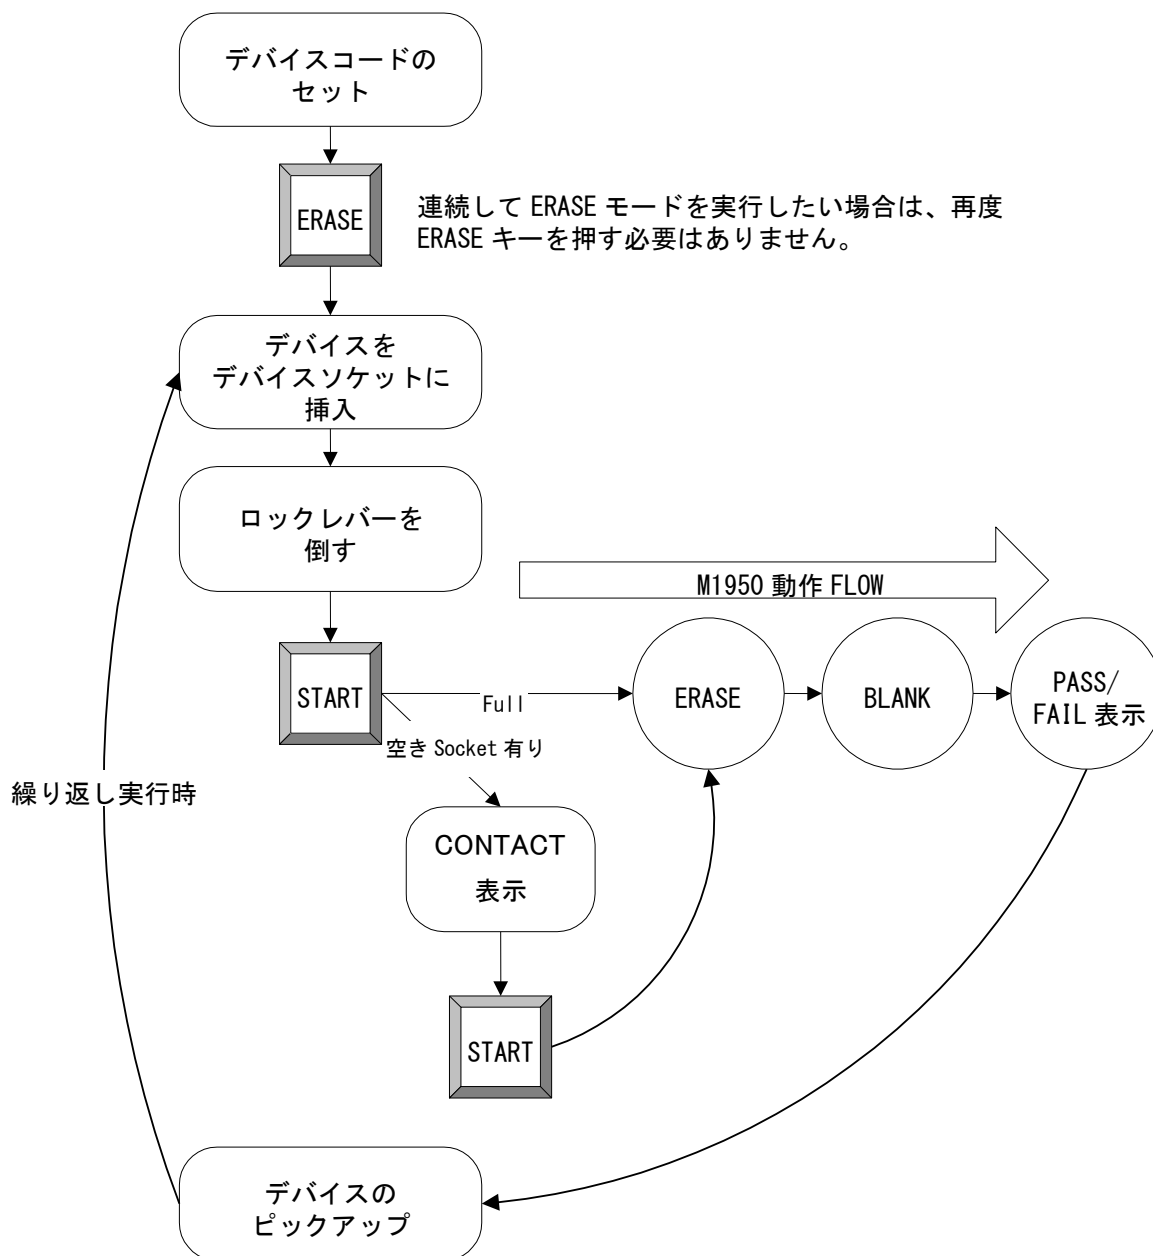 デバイスコードの
セット
ERASE
連続して ERASE モードを実行したい場合は、再度
ERASE キーを押す必要はありません。
デバイスを
デバイスソケットに
挿入
ロックレバーを
倒す
M1950 動作 FLOW
START
Full
ERASE
BLANK
PASS/
FAIL 表示
空き Socket 有り
繰り返し実行時
CONTACT
表示
START
デバイスの
ピックアップ